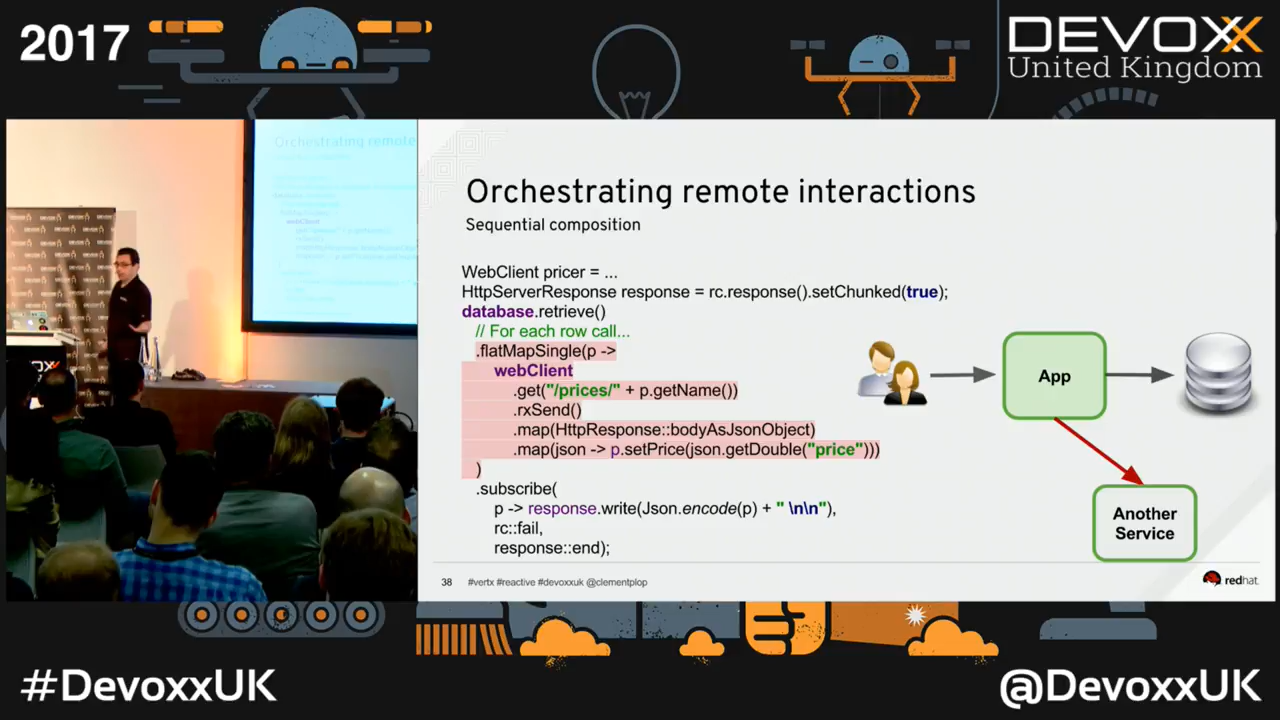 2017
DEVOXX
United Kingdom
Orchestrating remote
webClient
Orchestrating remote interactions
Sequential composition
WebClient pricer = ...
HttpServerResponse response = rc.response().setChunked(true);
database.retrieve()
// For each row call...
.flatMapSingle(p ->
webClient
.get("/prices/" + p.getName())
.rxSend()
.map(HttpResponse::bodyAsJsonObject)
.map(json -> p.setPrice(json.getDouble("price")))
)
.subscribe(
p -> response.write(Json.encode(p) + " \n\n"),
rc::fail,
response::end);
App
Another
Service
38 #vertx #reactive #devoxxuk @clementplop
redhat.
#DevoxxUK
@DevoxxUK